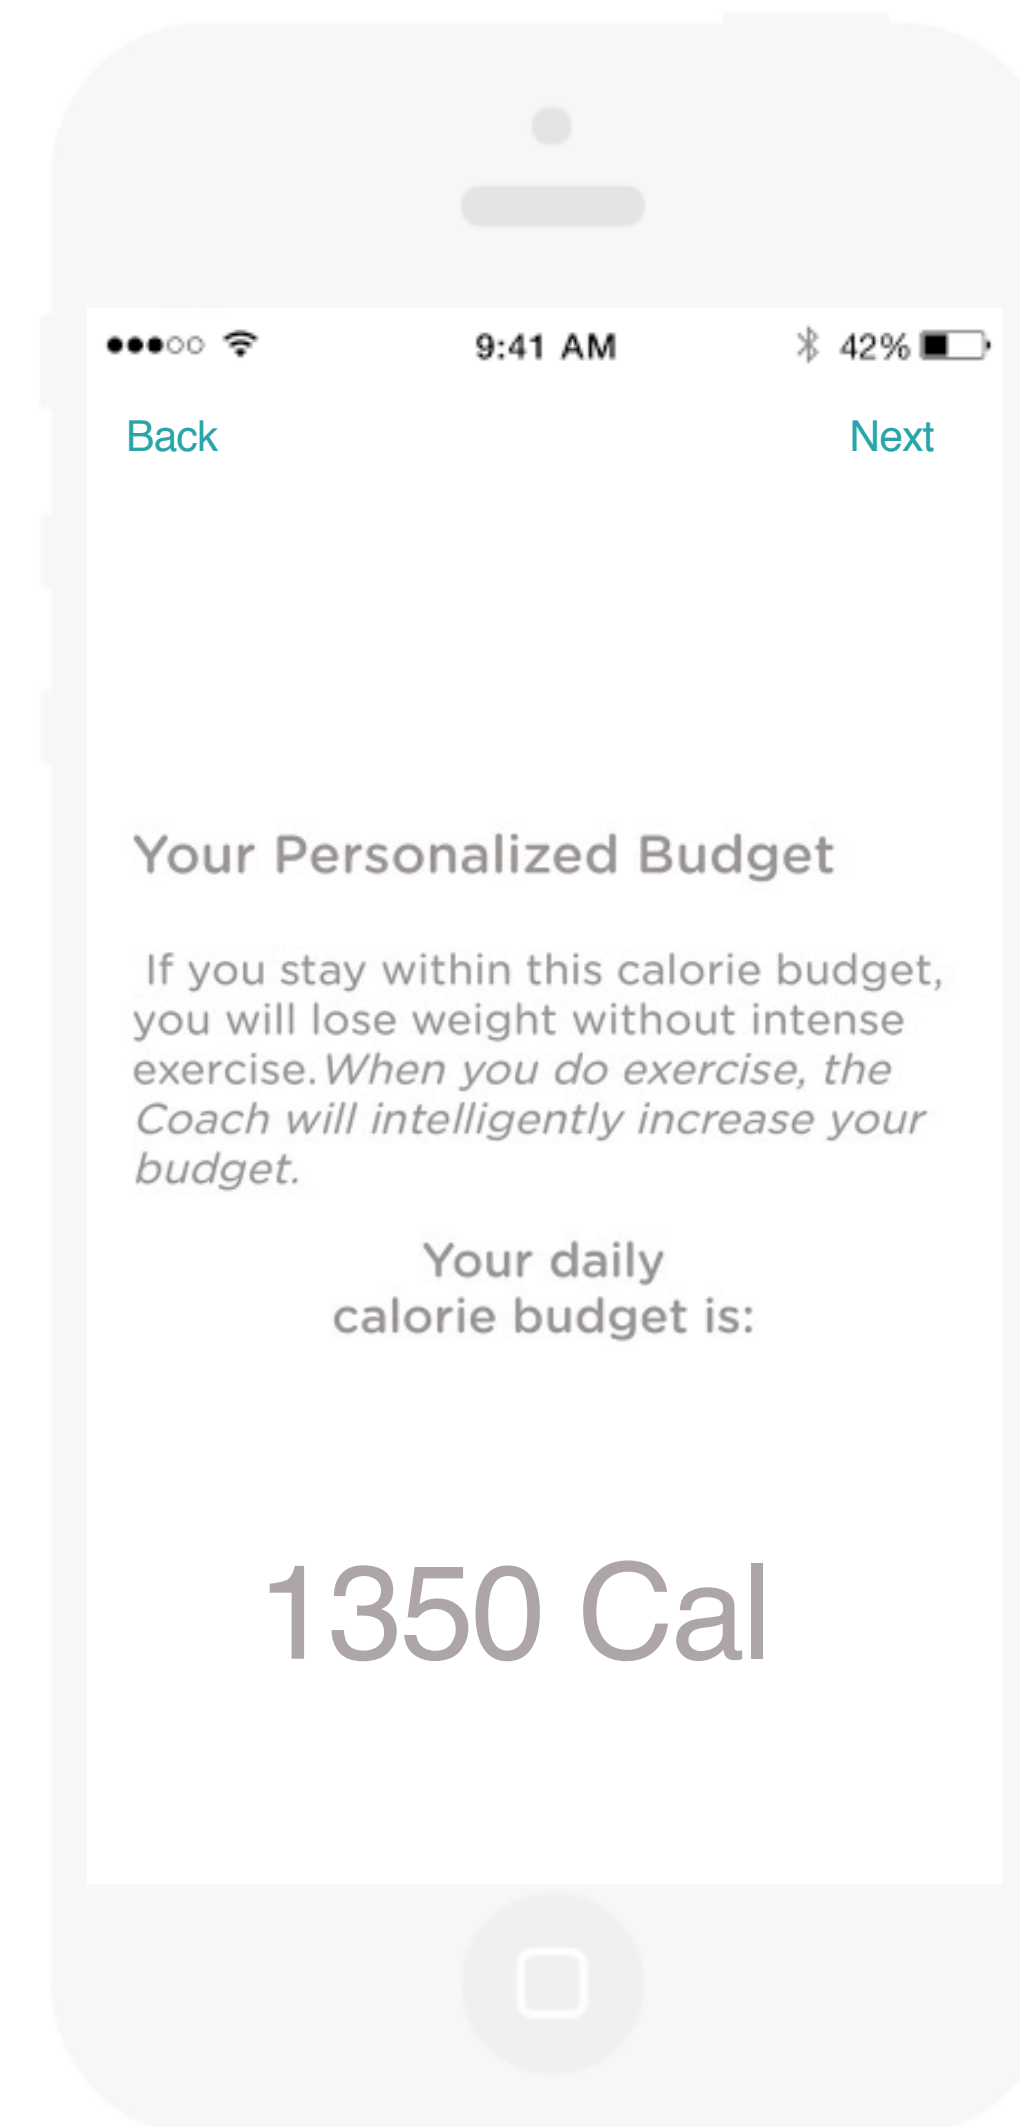 9:41 AM 42%
Back Next
Your Personalized Budget
If you stay within this calorie budget,
you will lose weight without intense
exercise. When you do exercise, the
Coach will intelligently increase your
budget.
Your daily
calorie budget is:
1350 Cal